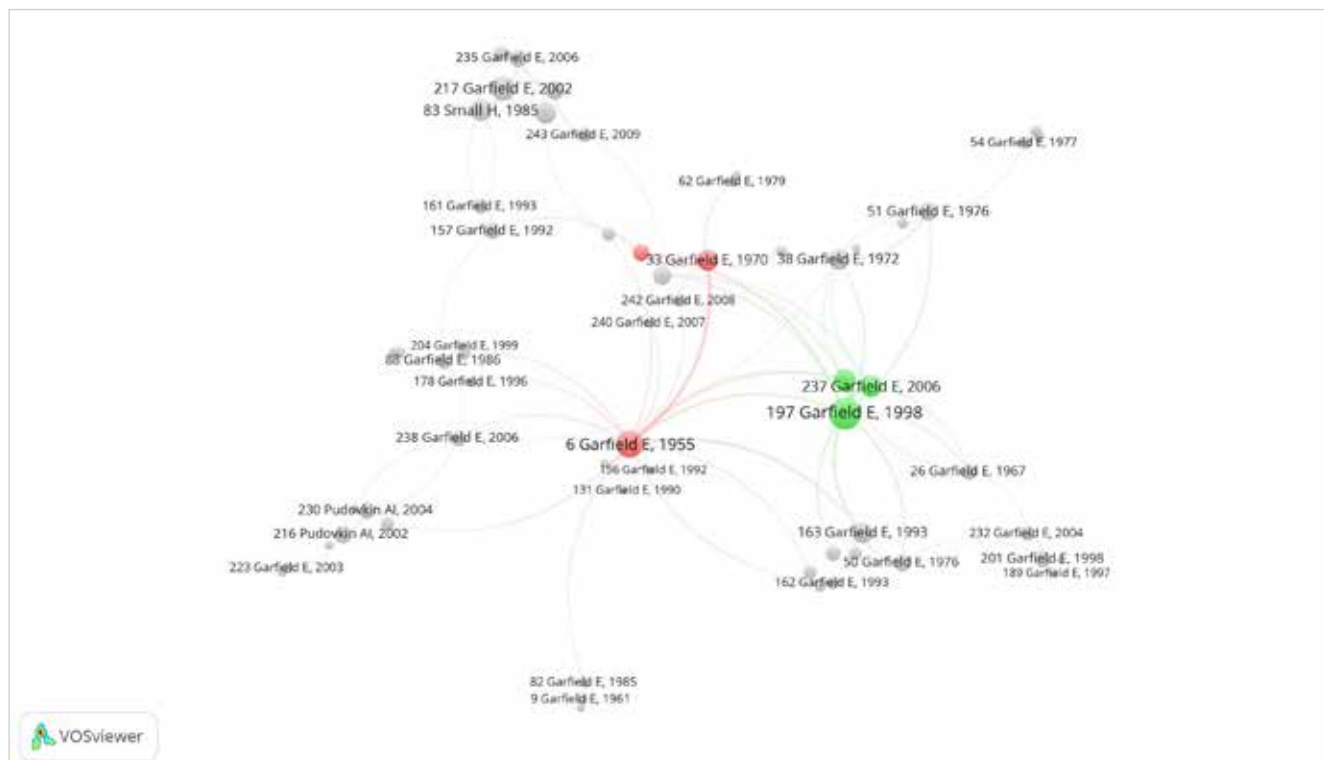 235 Garfield E, 2006
217 Garfield E, 2002
83 Small H, 1985
243 Garfield E, 2009
54 Garfield E, 1977
62 Garfield E, 1979
161 Garfield E, 1993
51 Garfield E, 1976
157 Garfield E, 1992
33 Garfield E, 1970
38 Garfield E, 1972
242 Garfield E, 2008
240 Garfield E, 2007
204 Garfield E, 1999
88 Garfield E, 1986
178 Garfield E, 1996
237 Garfield E, 2006
197 Garfield E, 1998
238 Garfield E, 2006
6 Garfield E, 1955
156 Garfield E, 1992
26 Garfield E, 1967
131 Garfield E, 1990
230 Pudovkin AI, 2004
216 Pudovkin AI, 2002
163 Garfield E, 1993
232 Garfield E, 2004
223 Garfield E, 2003
50 Garfield E, 1976
201 Garfield E, 1998
189 Garfield E, 1997
162 Garfield E, 1993
82 Garfield E, 1985
9 Garfield E, 1961
VOSviewer